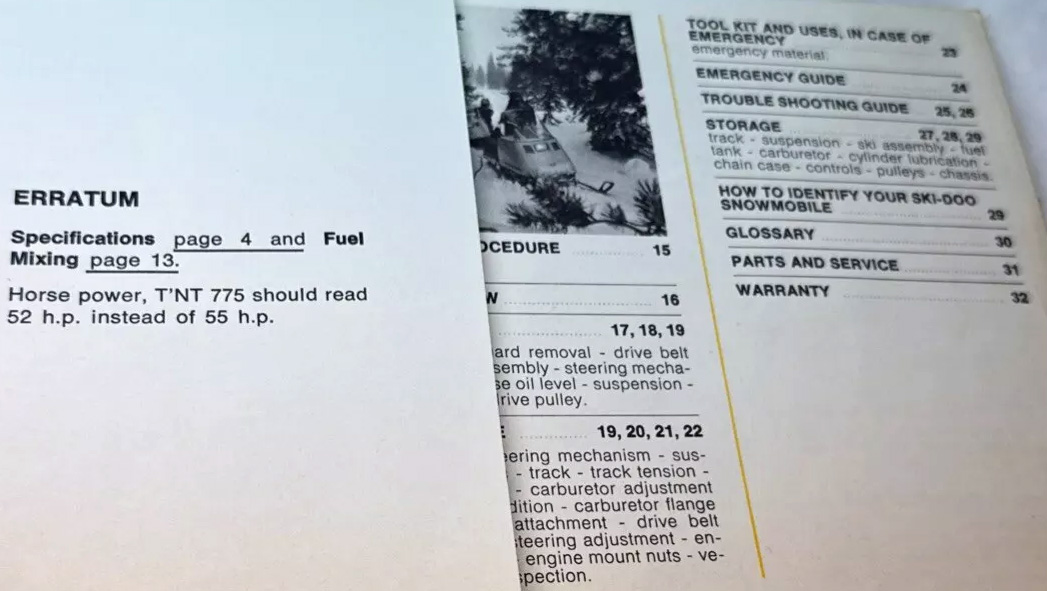 ERRATUM
Specifications page 4 and Fuel
Mixing page 13.
Horse power, T'NT 775 should read
52 h.p. instead of 55 h.p.
OCEDURE 15
W 16
17, 18, 19
ard removal - drive belt
sembly - steering mecha-
se oil level - suspension -
rive pulley.
E 19, 20, 21, 22
eering mechanism - sus-
- track - track tension -
- carburetor adjustment
dition - carburetor flange
attachment - drive belt
teering adjustment - en-
engine mount nuts - ve-
spection.
TOOL KIT AND USES, IN CASE OF
EMERGENCY 23
emergency material.
EMERGENCY GUIDE 24
TROUBLE SHOOTING GUIDE 25, 26
STORAGE 27, 28, 29
track - suspension - ski assembly - fuel
tank - carburetor - cylinder lubrication -
chain case - controls - pulleys - chassis.
HOW TO IDENTIFY YOUR SKI-DOO
SNOWMOBILE 29
GLOSSARY 30
PARTS AND SERVICE 31
WARRANTY 32